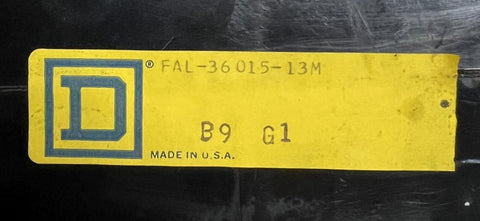 ® FAL-36015-13M
D
B9 G1
MADE IN U.S.A.